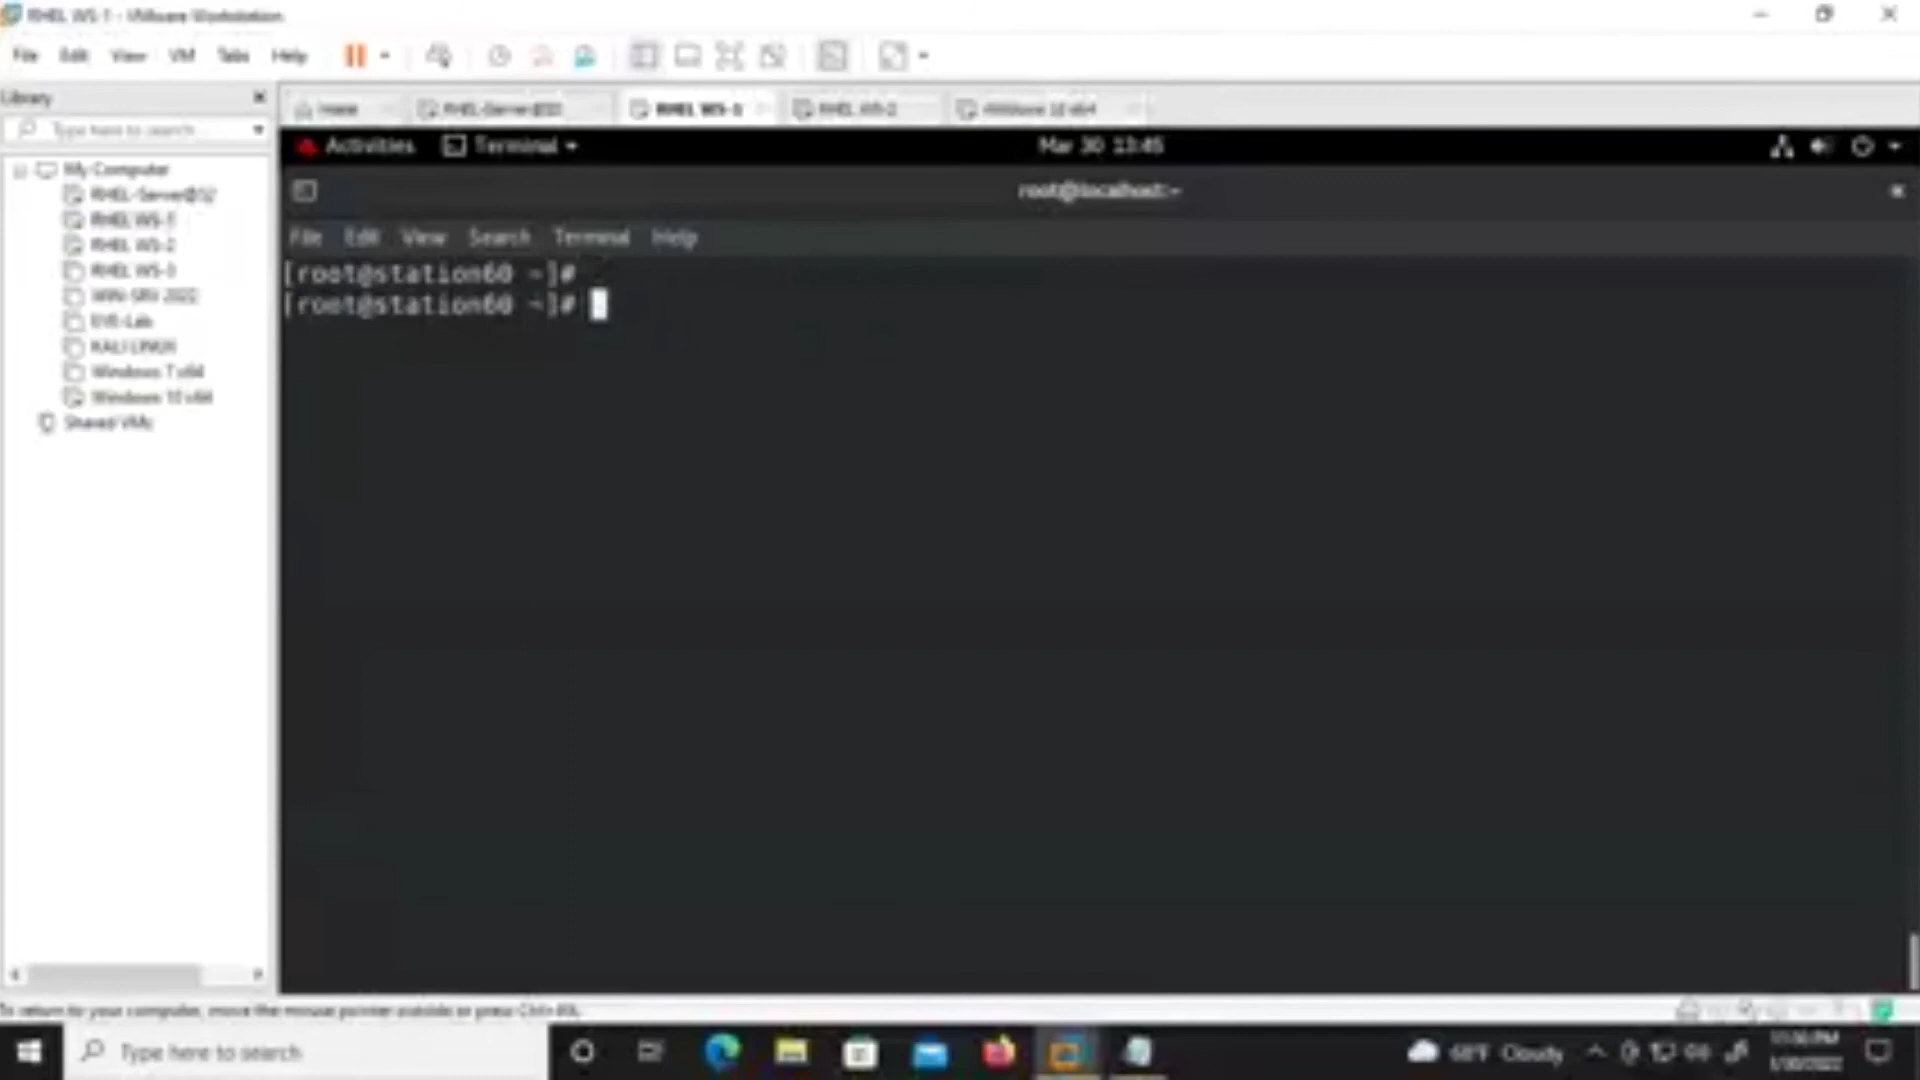 RHEL WS-1 - VMware Workstation
File Edit View VM Tabs Help
Library
Type here to search
Home RHEL-Server@ RHEL WS-1 RHEL WS-2 Windows 10 x64
My Computer
RHEL-Server@
RHEL WS-1
RHEL WS-2
RHEL WS-3
WIN-SRV 2022
KALI LINUX
Windows 7 x64
Windows 10 x64
Shared VMs
Activities Terminal Mar 30 13:45
root@localhost:~
File Edit View Search Terminal Help
[root@station60 ~]#
[root@station60 ~]#
To return to your computer, move the mouse pointer outside or press Ctrl+Alt.
Type here to search
68°F Cloudy